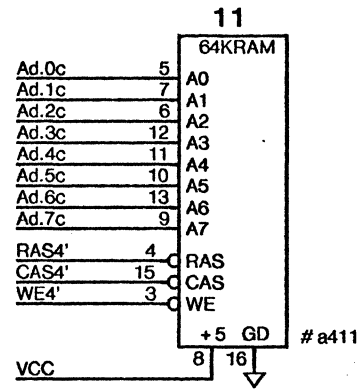 11
64KRAM
Ad.0c 5 A0
Ad.1c 7 A1
Ad.2c 6 A2
Ad.3c 12 A3
Ad.4c 11 A4
Ad.5c 10 A5
Ad.6c 13 A6
Ad.7c 9 A7
RAS4' 4 RAS
CAS4' 15 CAS
WE4' 3 WE
+5 GD #a411
VCC 8 16